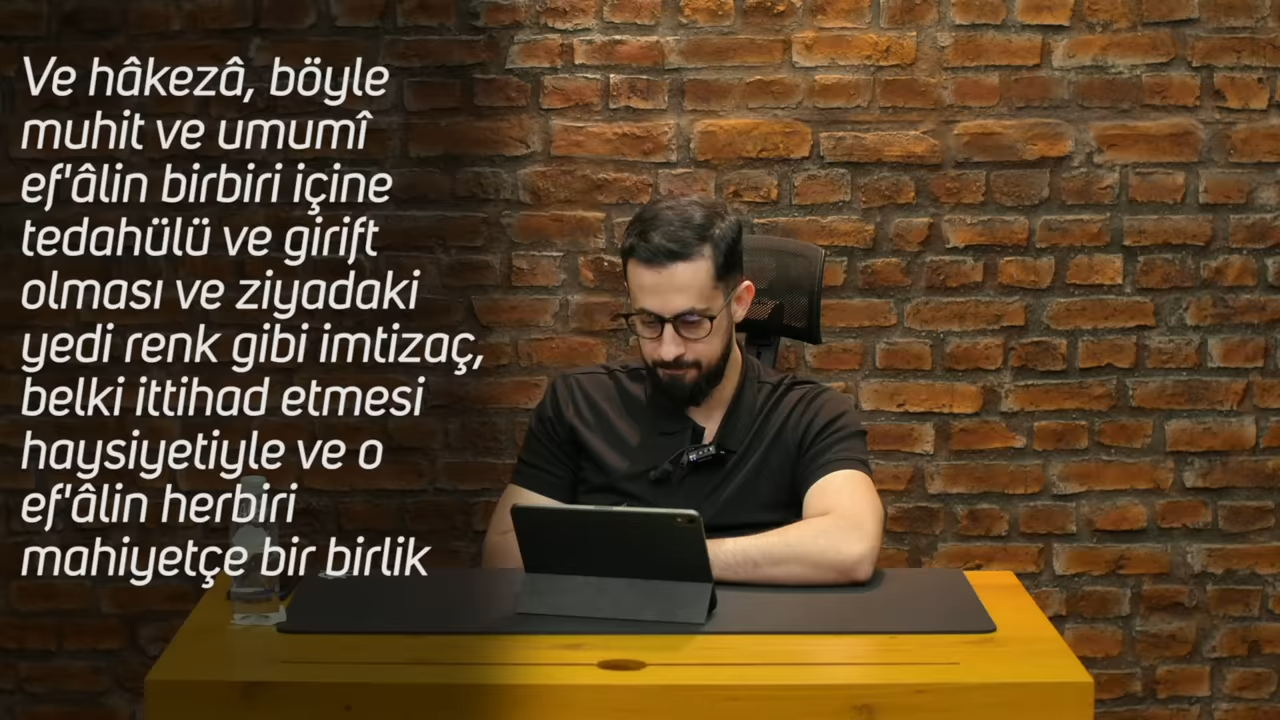 Ve hâkezâ, böyle
muhit ve umumî
ef'âlin birbiri içine
tedahülü ve girift
olması ve ziyadaki
yedi renk gibi imtizaç,
belki ittihad etmesi
haysiyetiyle ve o
ef'âlin herbiri
mahiyetçe bir birlik